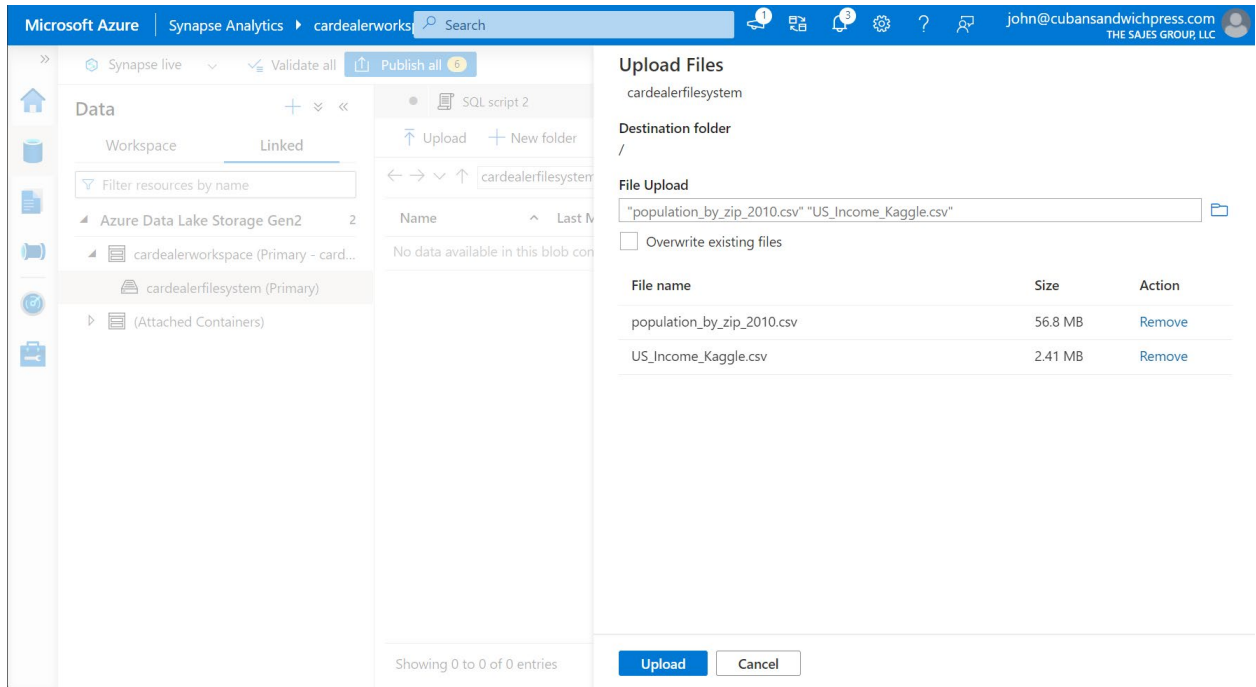 Microsoft Azure Synapse Analytics cardealerworks Search 1 3 john@cubansandwichpress.com
THE SAJES GROUP, LLC
Synapse live Validate all Publish all 6
Data
Workspace Linked
Filter resources by name
Azure Data Lake Storage Gen2 2
cardealerworkspace (Primary - card...
cardealerfilesystem (Primary)
(Attached Containers)
SQL script 2
Upload New folder
cardealerfilesystem
Name Last M
No data available in this blob con
Showing 0 to 0 of 0 entries
Upload Files
cardealerfilesystem
Destination folder
/
File Upload
"population_by_zip_2010.csv" "US_Income_Kaggle.csv"
Overwrite existing files
File name Size Action
population_by_zip_2010.csv 56.8 MB Remove
US_Income_Kaggle.csv 2.41 MB Remove
Upload Cancel